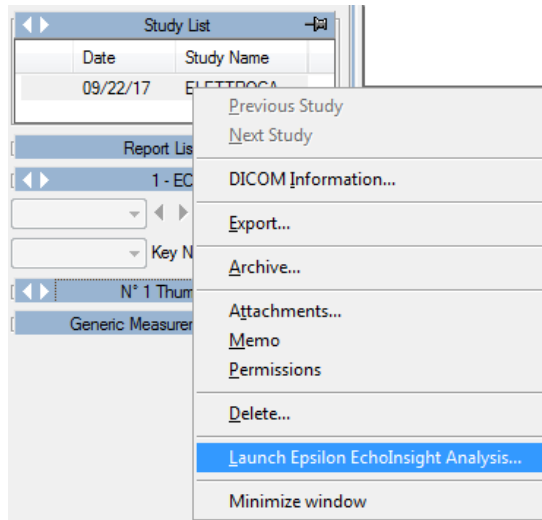 Study List
Date Study Name
09/22/17
Previous Study
Next Study
DICOM Information...
Export...
Archive...
Attachments...
Memo
Permissions
Delete...
Launch Epsilon EchoInsight Analysis...
Minimize window
Report Lis
1 - EC
Key N
N° 1 Thum
Generic Measurer